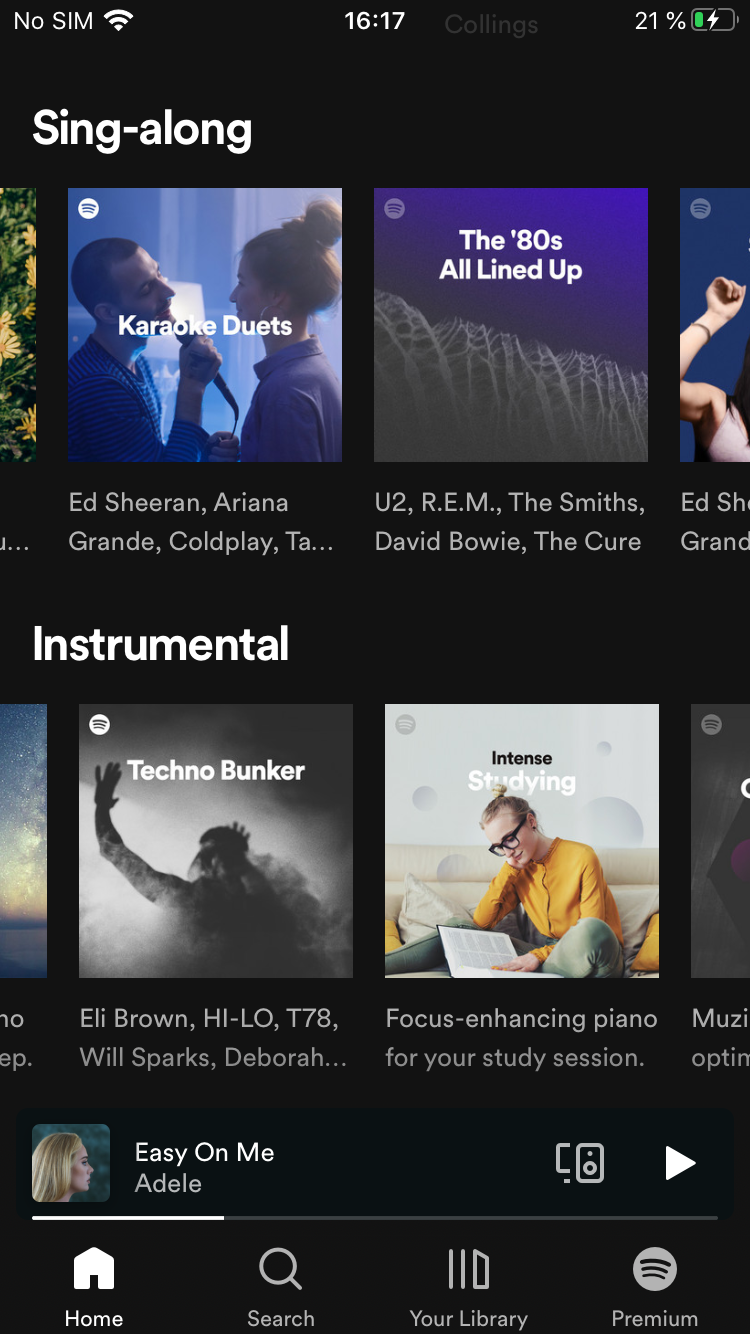 No SIM 16:17 Collings 21 %
Sing-along
Karaoke Duets
The '80s
All Lined Up
Ed Sheeran, Ariana
Grande, Coldplay, Ta...
U2, R.E.M., The Smiths,
David Bowie, The Cure
Ed Sh
Grand
Instrumental
Techno Bunker
Intense
Studying
no
ep.
Eli Brown, HI-LO, T78,
Will Sparks, Deborah...
Focus-enhancing piano
for your study session.
Muzi
optim
Easy On Me
Adele
Home
Search
Your Library
Premium